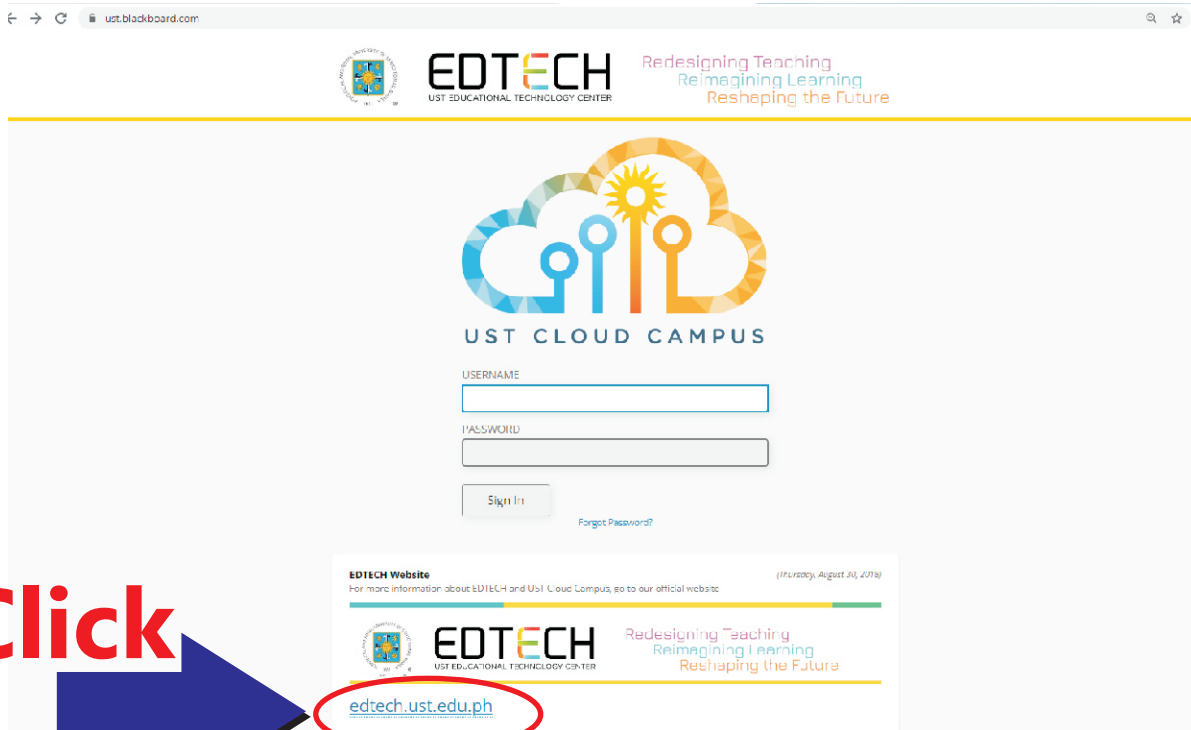 ust.blackboard.com
EDTECH
UST EDUCATIONAL TECHNOLOGY CENTER
Redesigning Teaching
Reimagining Learning
Reshaping the Future
UST CLOUD CAMPUS
USERNAME
PASSWORD
Sign In
Forgot Password?
EDTECH Website
(Thursday, August 30, 2018)
For more information about EDTECH and UST Cloud Campus, go to our official website
Click
EDTECH
UST EDUCATIONAL TECHNOLOGY CENTER
Redesigning Teaching
Reimagining Learning
Reshaping the Future
edtech.ust.edu.ph